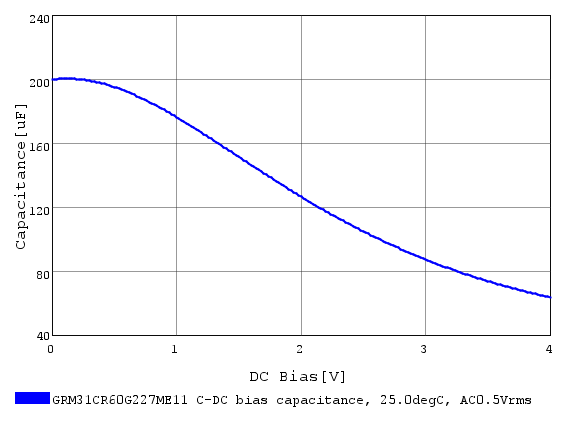 240
200
160
120
80
40
Capacitance[uF]
0 1 2 3 4
DC Bias[V]
GRM31CR60G227ME11 C-DC bias capacitance, 25.0degC, AC0.5Vrms